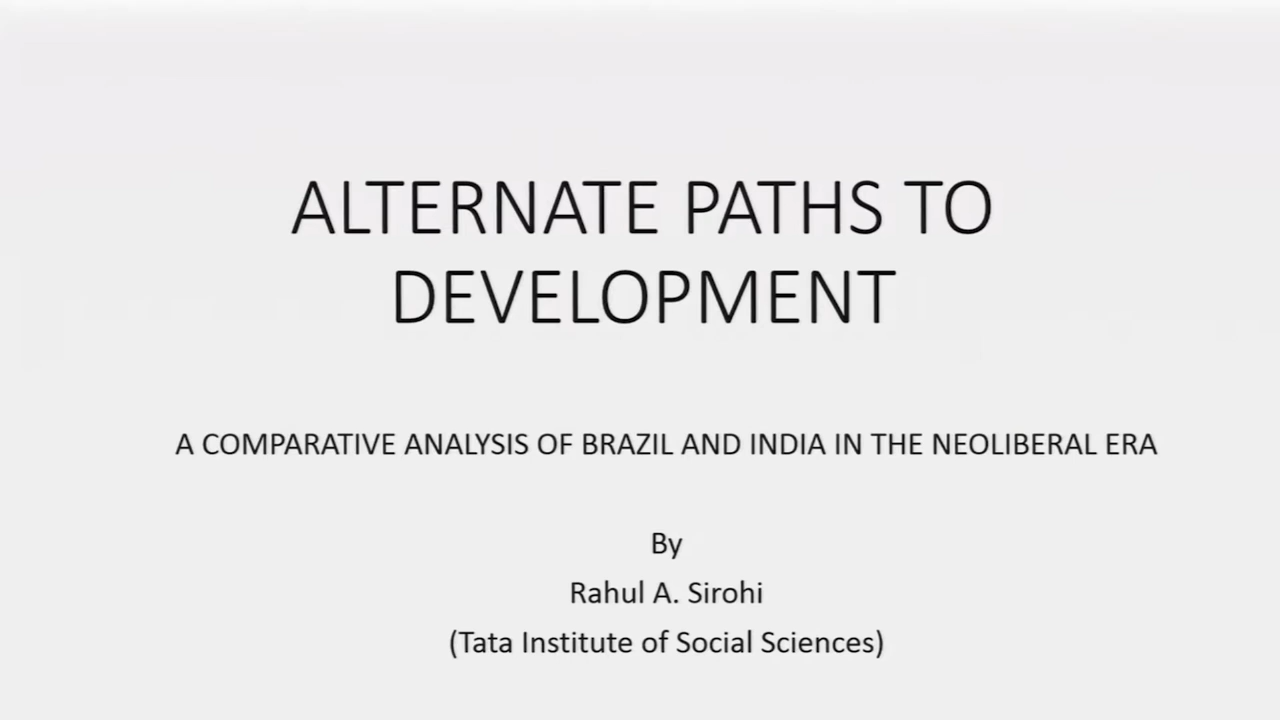 ALTERNATE PATHS TO
DEVELOPMENT
A COMPARATIVE ANALYSIS OF BRAZIL AND INDIA IN THE NEOLIBERAL ERA
By
Rahul A. Sirohi
(Tata Institute of Social Sciences)